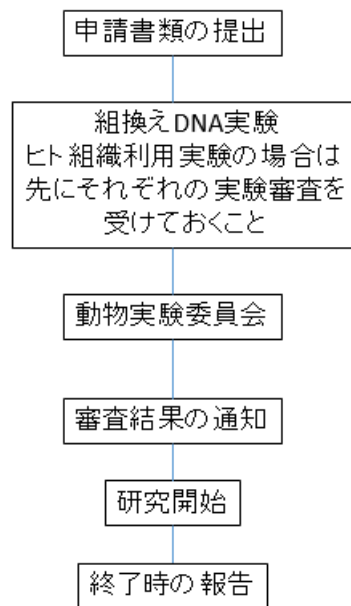 申請書類の提出
組換えDNA実験
ヒト組織利用実験の場合は
先にそれぞれの実験審査を
受けておくこと
動物実験委員会
審査結果の通知
研究開始
終了時の報告